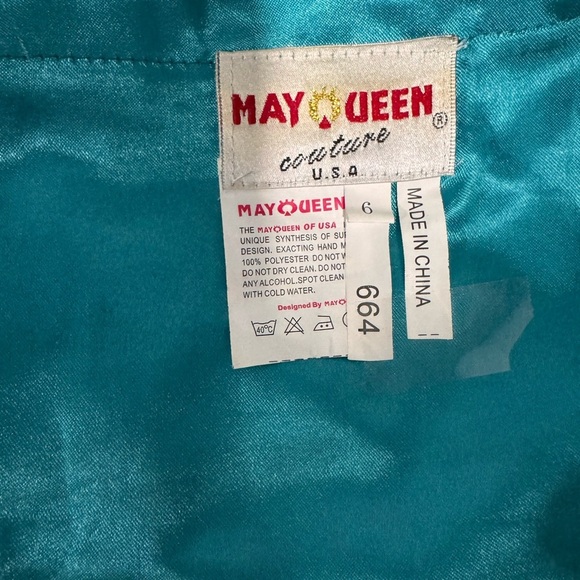 MAY QUEEN ®
couture
U.S.A
MAY QUEEN
THE MAYQUEEN OF USA
UNIQUE SYNTHESIS OF
DESIGN. EXACTING HAND
100% POLYESTER DO NOT
DO NOT DRY CLEAN. DO NOT
ANY ALCOHOL.SPOT CLEAN
WITH COLD WATER.
Designed By
40°C
6
664
MADE IN CHINA